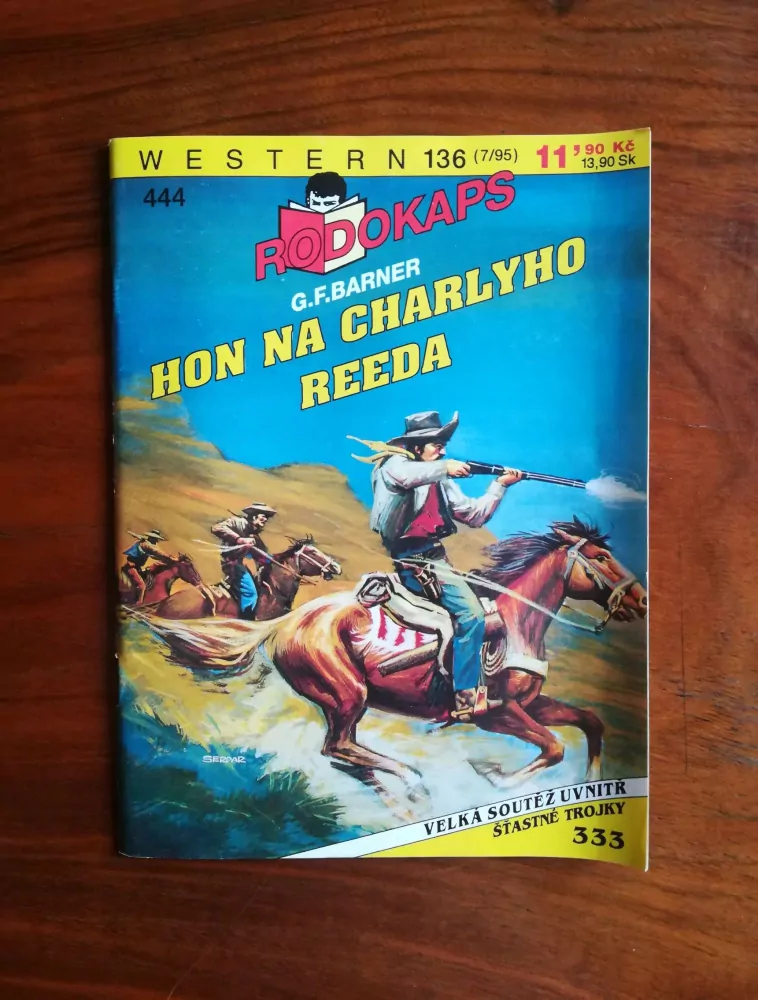 WESTERN 136 (7/95) 11,90 Kč
13,90 Sk
444
RODOKAPS
G.F.BARNER
HON NA CHARLYHO
REEDA
SERPAR
VELKÁ SOUTĚŽ UVNITŘ
ŠŤASTNÉ TROJKY
333